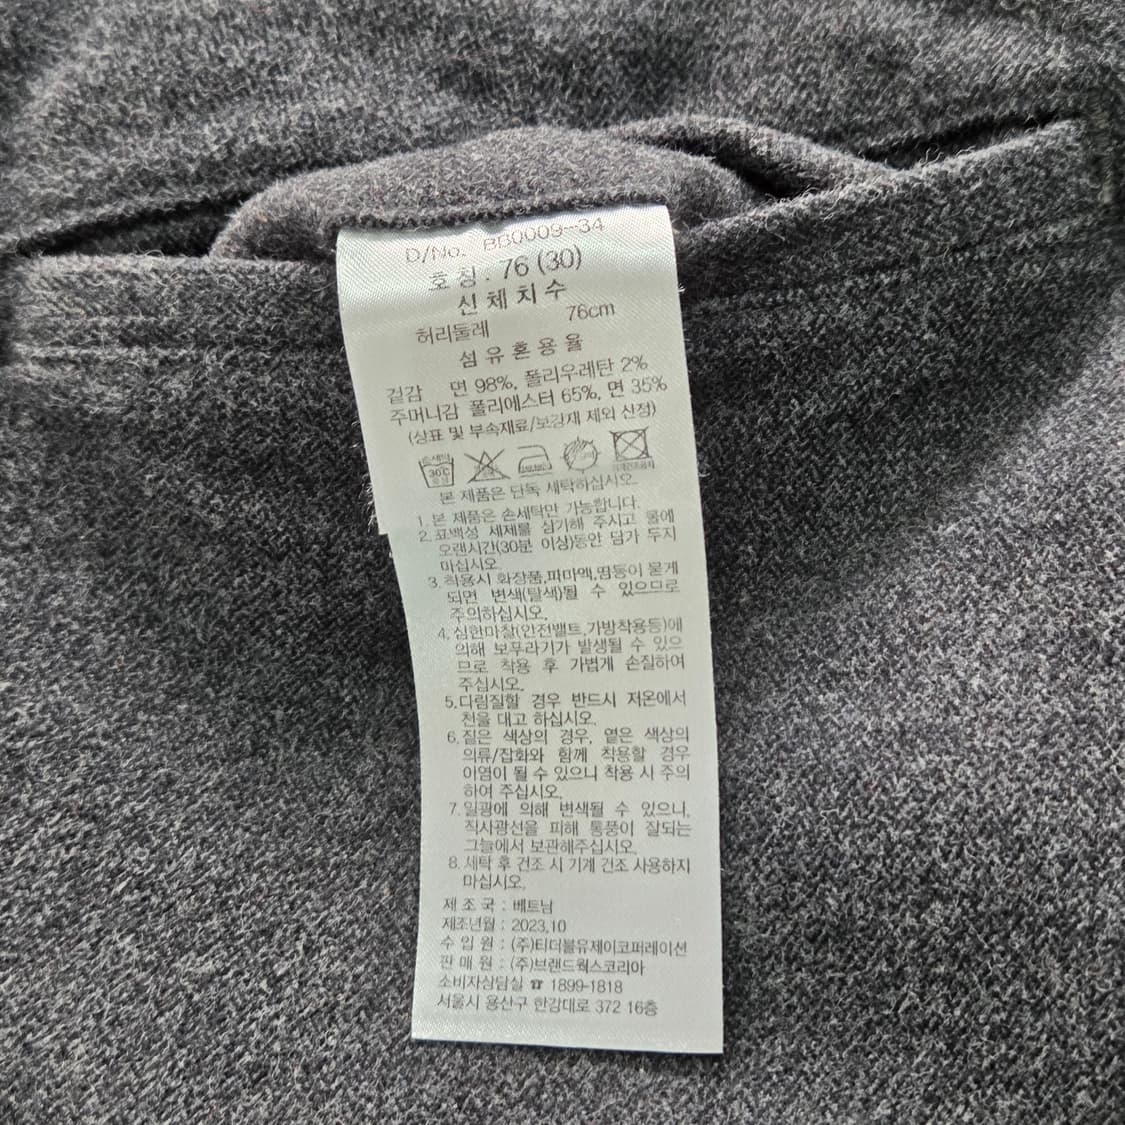 D/No. BB0009-34
호칭 : 76 (30)
신체치수
허리둘레 76cm
섬유혼용율
겉감 면 98%, 폴리우레탄 2%
주머니감 폴리에스터 65%, 면 35%
(상표 및 부속재료/보강재 제외 산정)
손세탁
30℃
중성
본 제품은 단독 세탁하십시오.
1. 본 제품은 손세탁만 가능합니다.
2. 표백성 세제를 삼가해 주시고 물에
오랜시간(30분 이상)동안 담가 두지
마십시오.
3. 착용시 화장품,파마액,땀등이 묻게
되면 변색(탈색)될 수 있으므로
주의하십시오.
4. 심한마찰(안전밸트,가방착용등)에
의해 보푸라기가 발생될 수 있으
므로 착용 후 가볍게 손질하여
주십시오.
5. 다림질할 경우 반드시 저온에서
천을 대고 하십시오.
6. 짙은 색상의 경우, 옅은 색상의
의류/잡화와 함께 착용할 경우
이염이 될 수 있으니 착용 시 주의
하여 주십시오.
7. 일광에 의해 변색될 수 있으니,
직사광선을 피해 통풍이 잘되는
그늘에서 보관해주십시오.
8. 세탁 후 건조 시 기계 건조 사용하지
마십시오.
제 조 국 : 베트남
제조년월 : 2023.10
수 입 원 : (주)티더블유제이코퍼레이션
판 매 원 : (주)브랜드웍스코리아
소비자상담실 ☎ 1899-1818
서울시 용산구 한강대로 372 16층